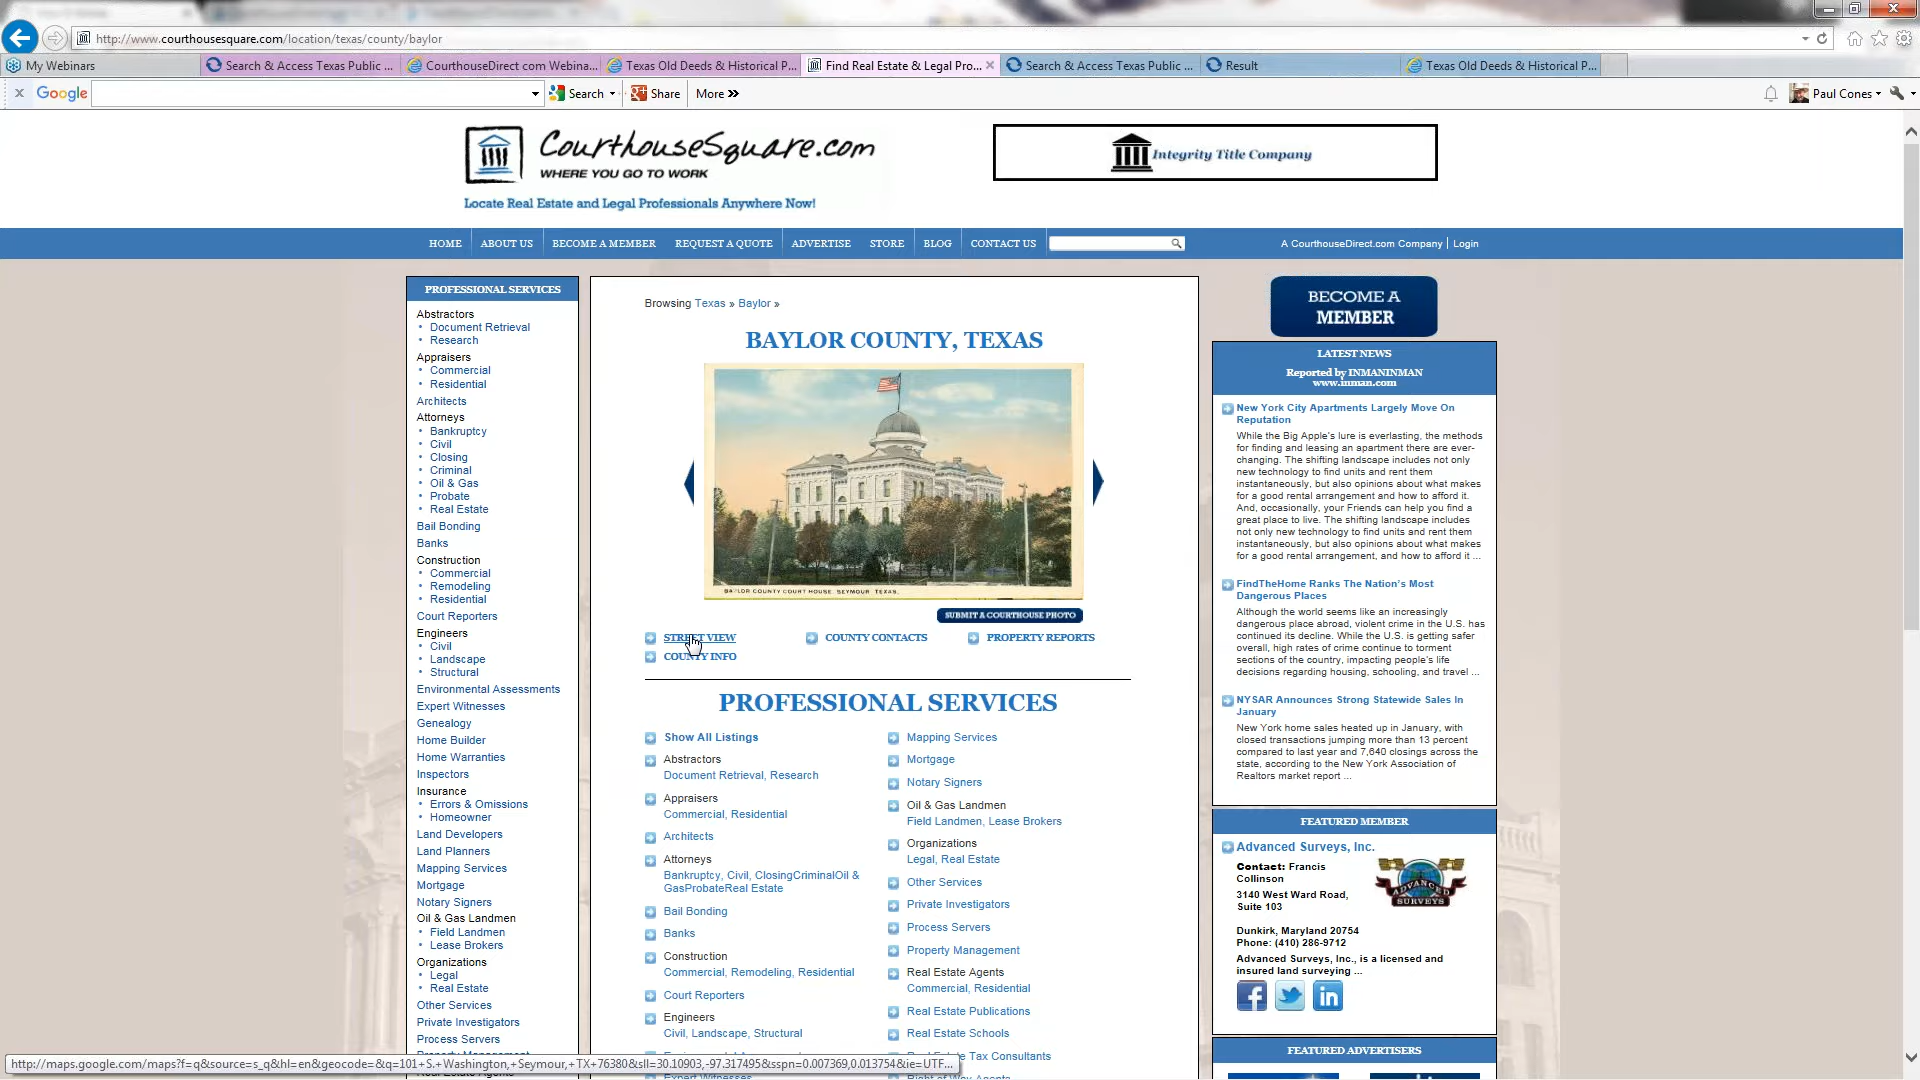 http://www.courthousesquare.com/location/texas/county/baylor
My Webinars
Search & Access Texas Public ...
CourthouseDirect com Webina...
Texas Old Deeds & Historical P...
Find Real Estate & Legal Pro...
Search & Access Texas Public ...
Result
Texas Old Deeds & Historical P...
Google
Search
Share
More »
Paul Cones
CourthouseSquare.com
WHERE YOU GO TO WORK
Locate Real Estate and Legal Professionals Anywhere Now!
Integrity Title Company
HOME
ABOUT US
BECOME A MEMBER
REQUEST A QUOTE
ADVERTISE
STORE
BLOG
CONTACT US
A CourthouseDirect.com Company | Login
PROFESSIONAL SERVICES
Abstractors
• Document Retrieval
• Research
Appraisers
• Commercial
• Residential
Architects
Attorneys
• Bankruptcy
• Civil
• Closing
• Criminal
• Oil & Gas
• Probate
• Real Estate
Bail Bonding
Banks
Construction
• Commercial
• Remodeling
• Residential
Court Reporters
Engineers
• Civil
• Landscape
• Structural
Environmental Assessments
Expert Witnesses
Genealogy
Home Builder
Home Warranties
Inspectors
Insurance
• Errors & Omissions
• Homeowner
Land Developers
Land Planners
Mapping Services
Mortgage
Notary Signers
Oil & Gas Landmen
• Field Landmen
• Lease Brokers
Organizations
• Legal
• Real Estate
Other Services
Private Investigators
Process Servers
Browsing Texas » Baylor »
BAYLOR COUNTY, TEXAS
BAYLOR COUNTY COURT HOUSE SEYMOUR TEXAS.
SUBMIT A COURTHOUSE PHOTO
STREET VIEW
COUNTY CONTACTS
PROPERTY REPORTS
COUNTY INFO
PROFESSIONAL SERVICES
Show All Listings
Abstractors
Document Retrieval, Research
Appraisers
Commercial, Residential
Architects
Attorneys
Bankruptcy, Civil, ClosingCriminalOil &
GasProbateReal Estate
Bail Bonding
Banks
Construction
Commercial, Remodeling, Residential
Court Reporters
Engineers
Civil, Landscape, Structural
Mapping Services
Mortgage
Notary Signers
Oil & Gas Landmen
Field Landmen, Lease Brokers
Organizations
Legal, Real Estate
Other Services
Private Investigators
Process Servers
Property Management
Real Estate Agents
Commercial, Residential
Real Estate Publications
Real Estate Schools
Real Estate Tax Consultants
BECOME A
MEMBER
LATEST NEWS
Reported by INMANINMAN
www.inman.com
New York City Apartments Largely Move On
Reputation
While the Big Apple's lure is everlasting, the methods
for finding and leasing an apartment there are ever-
changing. The shifting landscape includes not only
new technology to find units and rent them
instantaneously, but also opinions about what makes
for a good rental arrangement and how to afford it.
And, occasionally, your Friends can help you find a
great place to live. The shifting landscape includes
not only new technology to find units and rent them
instantaneously, but also opinions about what makes
for a good rental arrangement, and how to afford it ...
FindTheHome Ranks The Nation's Most
Dangerous Places
Although the world seems like an increasingly
dangerous place abroad, violent crime in the U.S. has
continued its decline. While the U.S. is getting safer
overall, high rates of crime continue to torment
sections of the country, impacting people's life
decisions regarding housing, schooling, and travel ...
NYSAR Announces Strong Statewide Sales In
January
New York home sales heated up in January, with
closed transactions jumping more than 13 percent
compared to last year and 7,640 closings across the
state, according to the New York Association of
Realtors market report ...
FEATURED MEMBER
Advanced Surveys, Inc.
Contact: Francis
Collinson
3140 West Ward Road,
Suite 103
ADVANCED
SURVEYS
Dunkirk, Maryland 20754
Phone: (410) 286-9712
Advanced Surveys, Inc., is a licensed and
insured land surveying ...
FEATURED ADVERTISERS
http://maps.google.com/maps?f=q&source=s_q&hl=en&geocode=&q=101+S.+Washington,+Seymour,+TX+76380&sll=30.10903,-97.317495&sspn=0.007369,0.013754&ie=UTF...